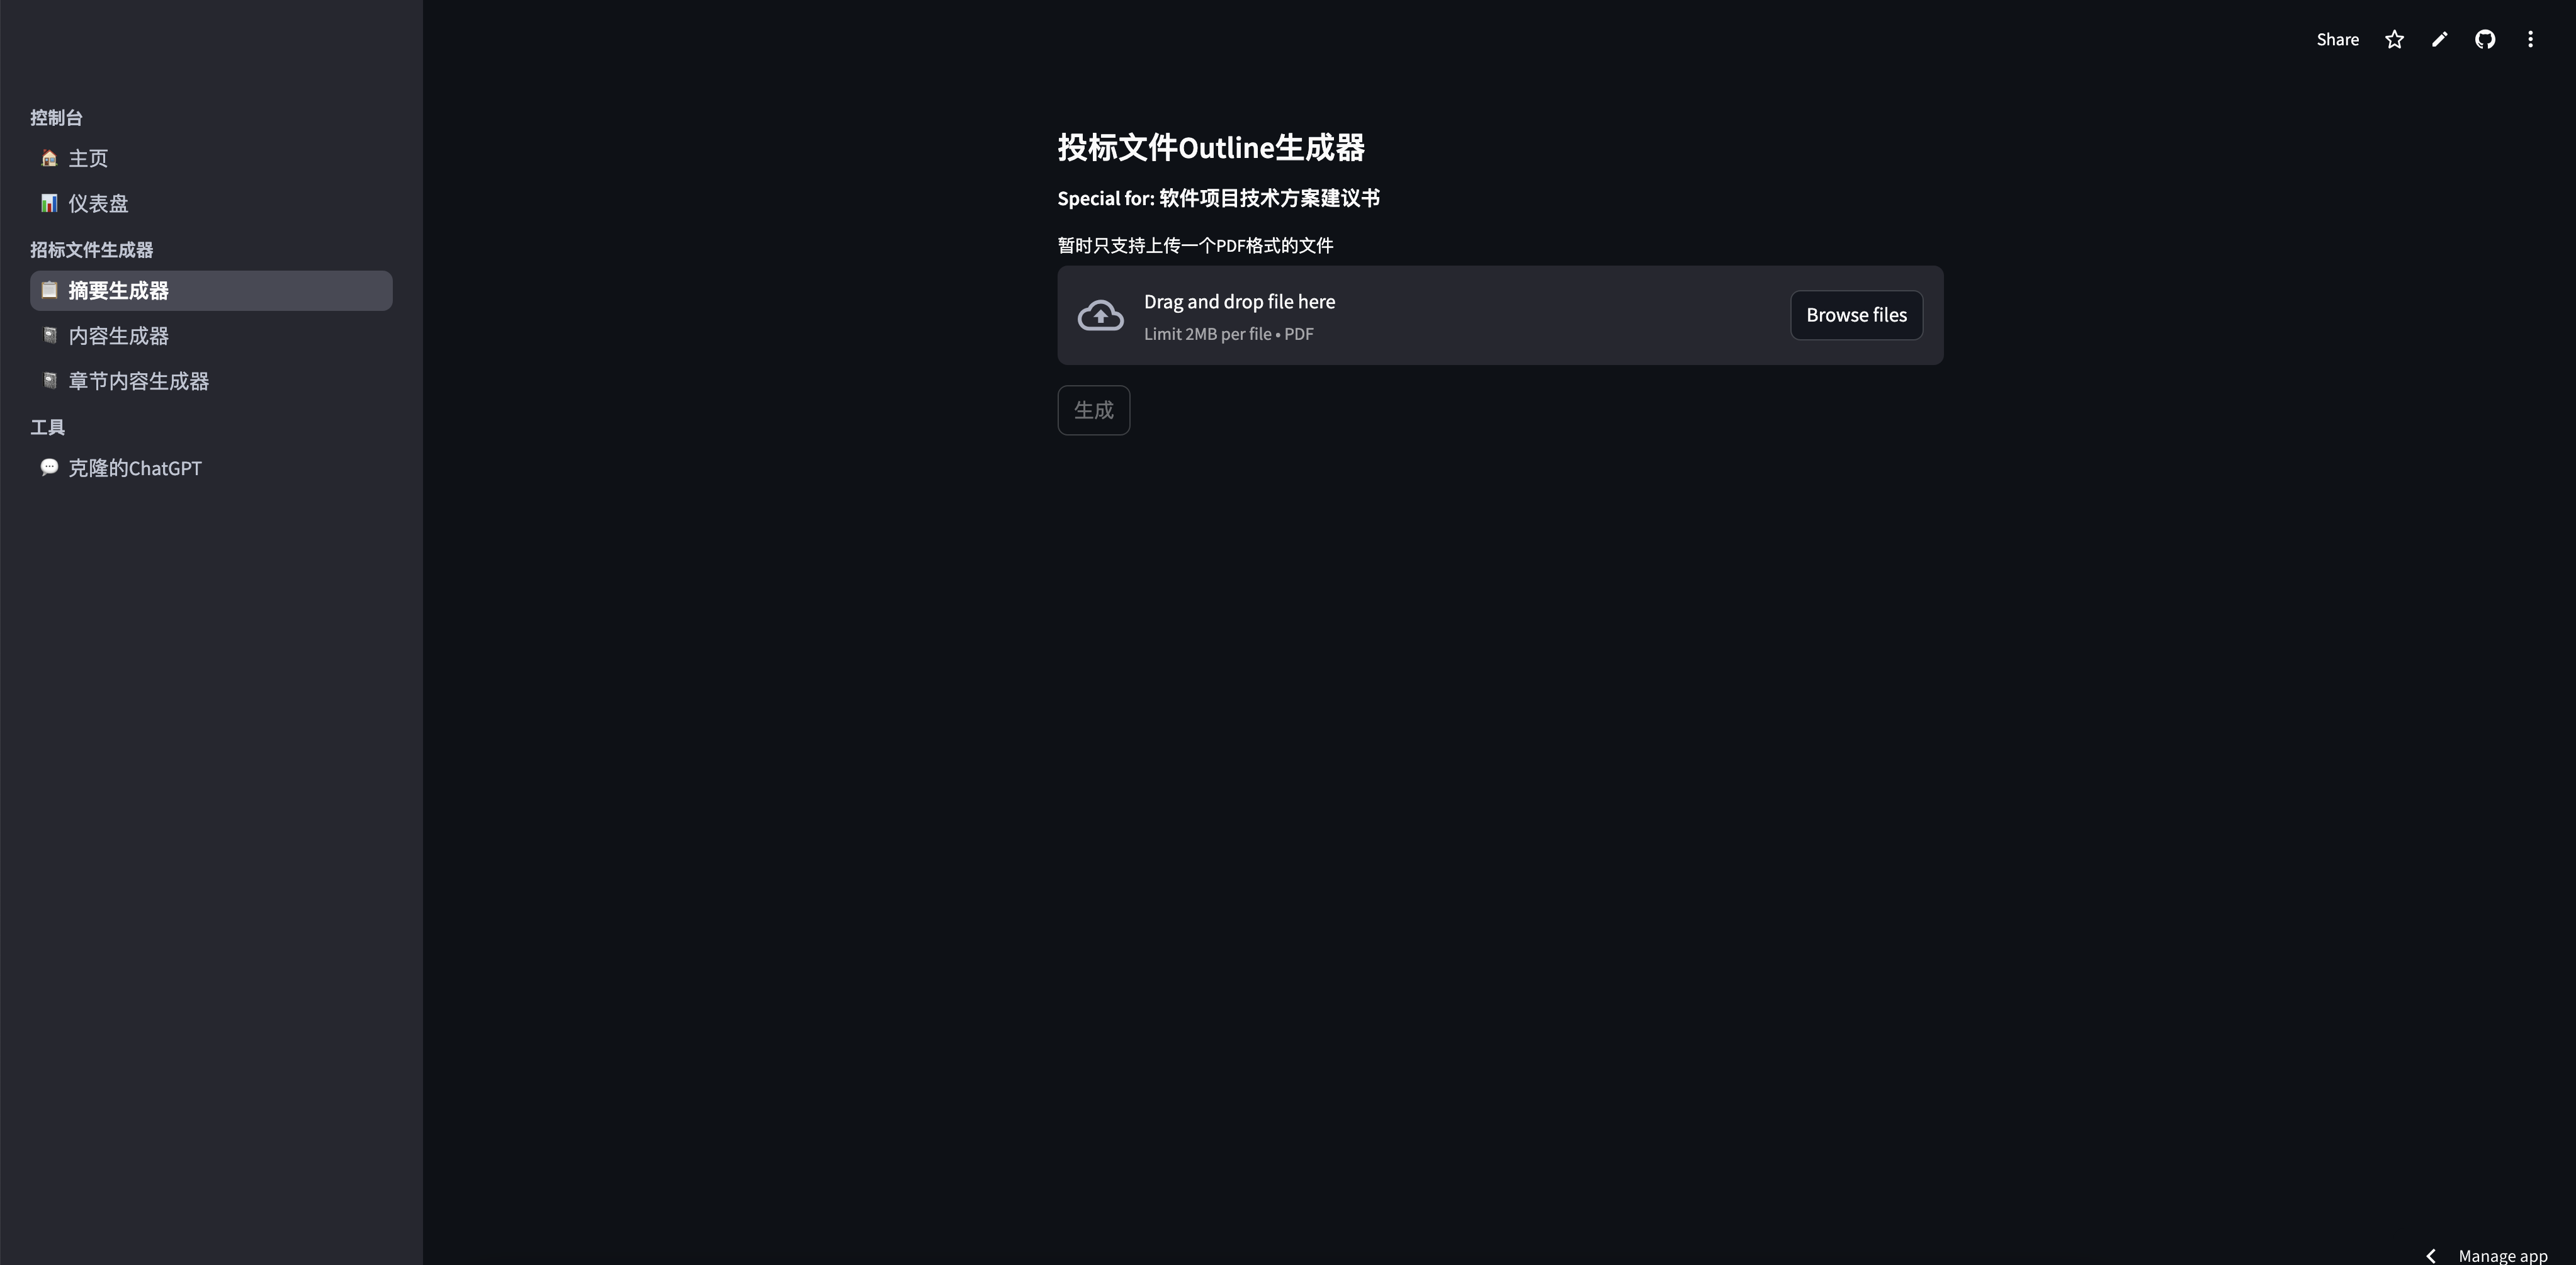 Share
控制台
主页
仪表盘
招标文件生成器
摘要生成器
内容生成器
章节内容生成器
工具
克隆的ChatGPT
投标文件Outline生成器
Special for: 软件项目技术方案建议书
暂时只支持上传一个PDF格式的文件
Drag and drop file here
Limit 2MB per file • PDF
Browse files
生成
Manage app